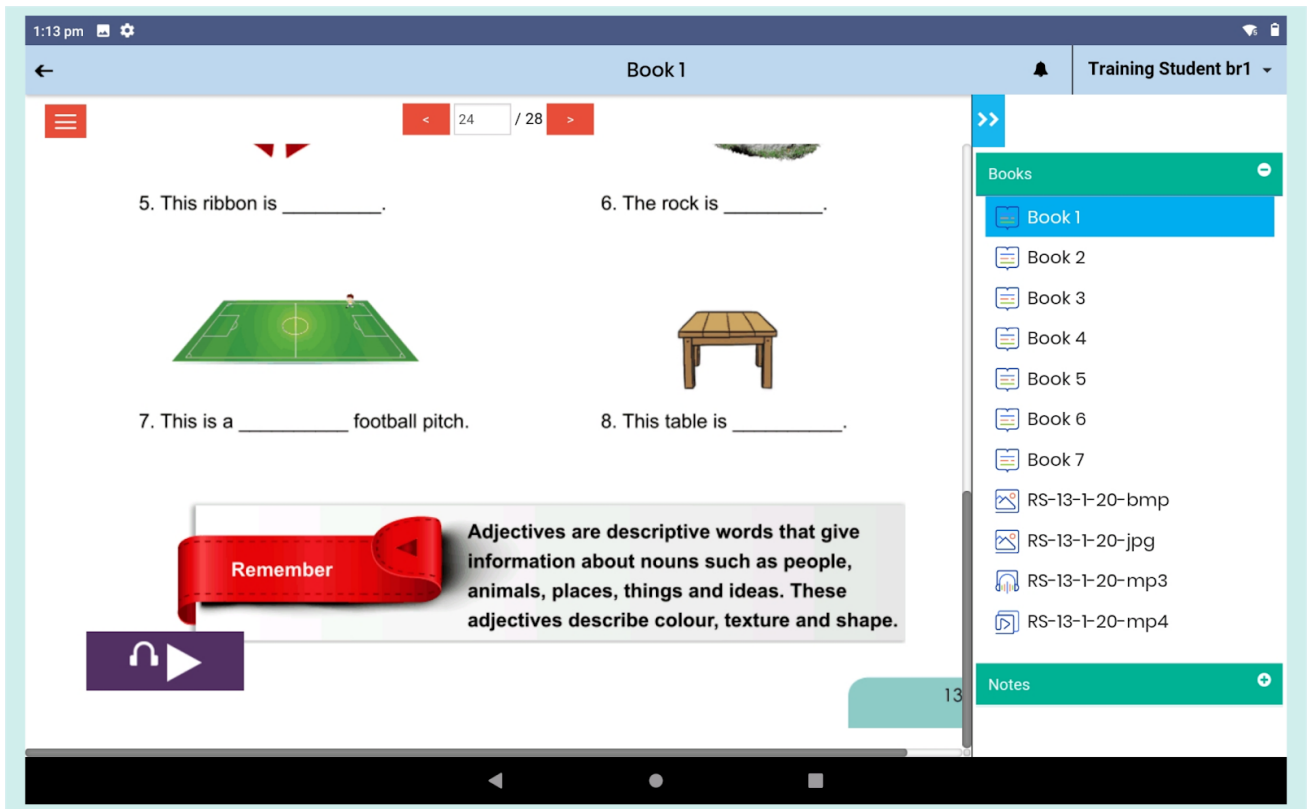 1:13 pm
Book 1
Training Student br1
<
24
/ 28
>
>>
5. This ribbon is _________.
6. The rock is _________.
7. This is a __________ football pitch.
8. This table is __________.
Remember
Adjectives are descriptive words that give
information about nouns such as people,
animals, places, things and ideas. These
adjectives describe colour, texture and shape.
13
Books
Book 1
Book 2
Book 3
Book 4
Book 5
Book 6
Book 7
RS-13-1-20-bmp
RS-13-1-20-jpg
RS-13-1-20-mp3
RS-13-1-20-mp4
Notes